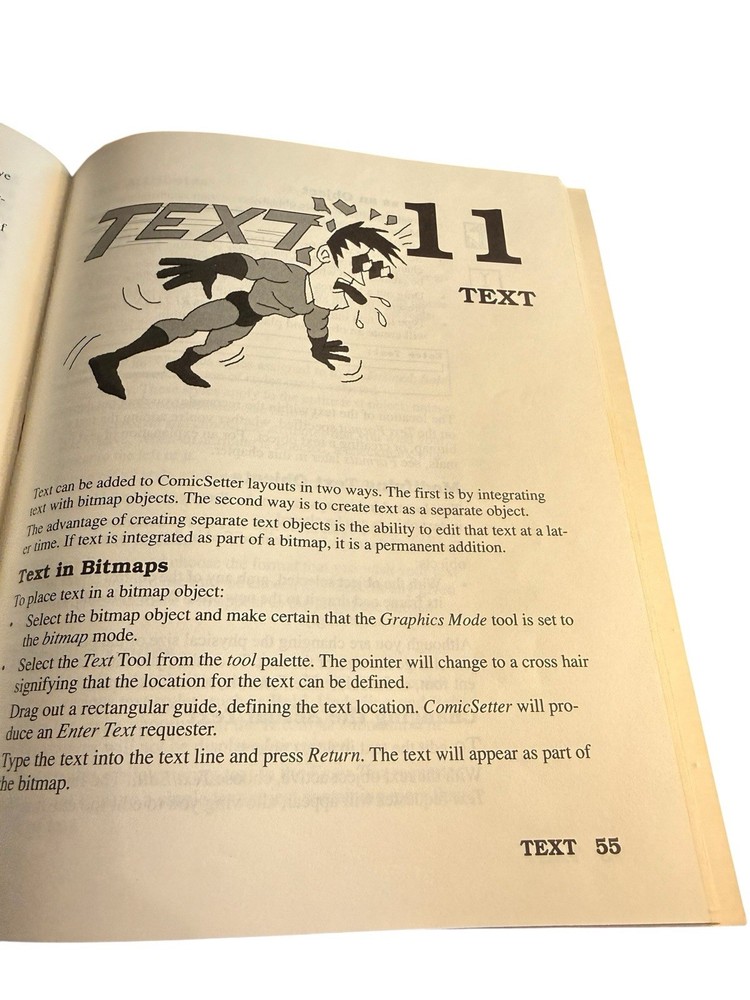 ve
r-
f
TEXT
11
TEXT
Text can be added to ComicSetter layouts in two ways. The first is by integrating
text with bitmap objects. The second way is to create text as a separate object.
The advantage of creating separate text objects is the ability to edit that text at a lat-
er time. If text is integrated as part of a bitmap, it is a permanent addition.
Text in Bitmaps
To place text in a bitmap object:
• Select the bitmap object and make certain that the Graphics Mode tool is set to
the bitmap mode.
• Select the Text Tool from the tool palette. The pointer will change to a cross hair
signifying that the location for the text can be defined.
Drag out a rectangular guide, defining the text location. ComicSetter will pro-
duce an Enter Text requester.
Type the text into the text line and press Return. The text will appear as part of
the bitmap.
TEXT 55